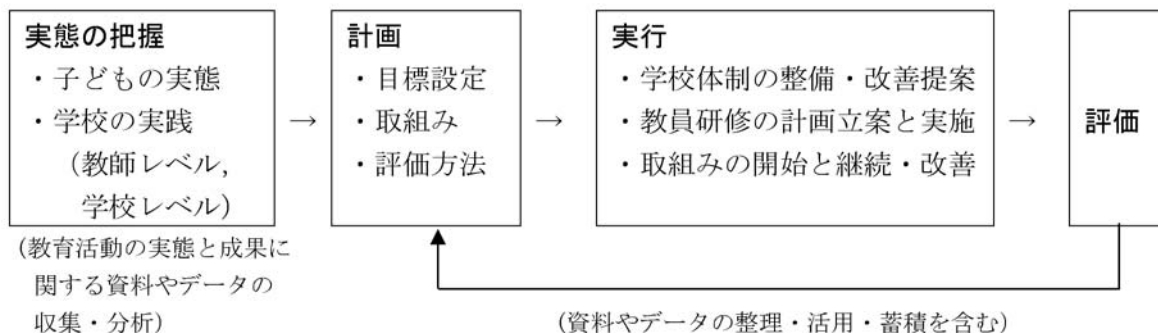 実態の把握
・子どもの実態
・学校の実践
（教師レベル，
学校レベル）
（教育活動の実態と成果に
関する資料やデータの
収集・分析）
→
計画
・目標設定
・取組み
・評価方法
→
実行
・学校体制の整備・改善提案
・教員研修の計画立案と実施
・取組みの開始と継続・改善
→
評価
（資料やデータの整理・活用・蓄積を含む）